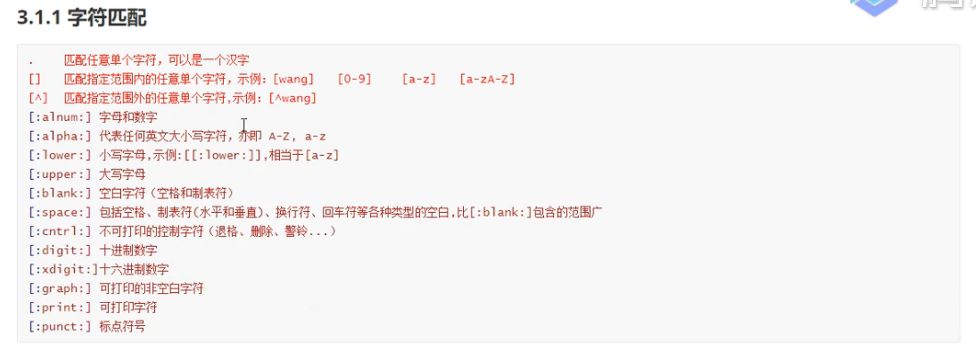 3.1.1 字符匹配
. 匹配任意单个字符，可以是一个汉字
[] 匹配指定范围内的任意单个字符，示例：[wang] [0-9] [a-z] [a-zA-Z]
[^] 匹配指定范围外的任意单个字符,示例：[^wang]
[:alnum:] 字母和数字
[:alpha:] 代表任何英文大小写字符，亦即 A-Z, a-z
[:lower:] 小写字母,示例:[[:lower:]],相当于[a-z]
[:upper:] 大写字母
[:blank:] 空白字符（空格和制表符）
[:space:] 包括空格、制表符(水平和垂直)、换行符、回车符等各种类型的空白,比[:blank:]包含的范围广
[:cntrl:] 不可打印的控制字符（退格、删除、警铃...）
[:digit:] 十进制数字
[:xdigit:]十六进制数字
[:graph:] 可打印的非空白字符
[:print:] 可打印字符
[:punct:] 标点符号